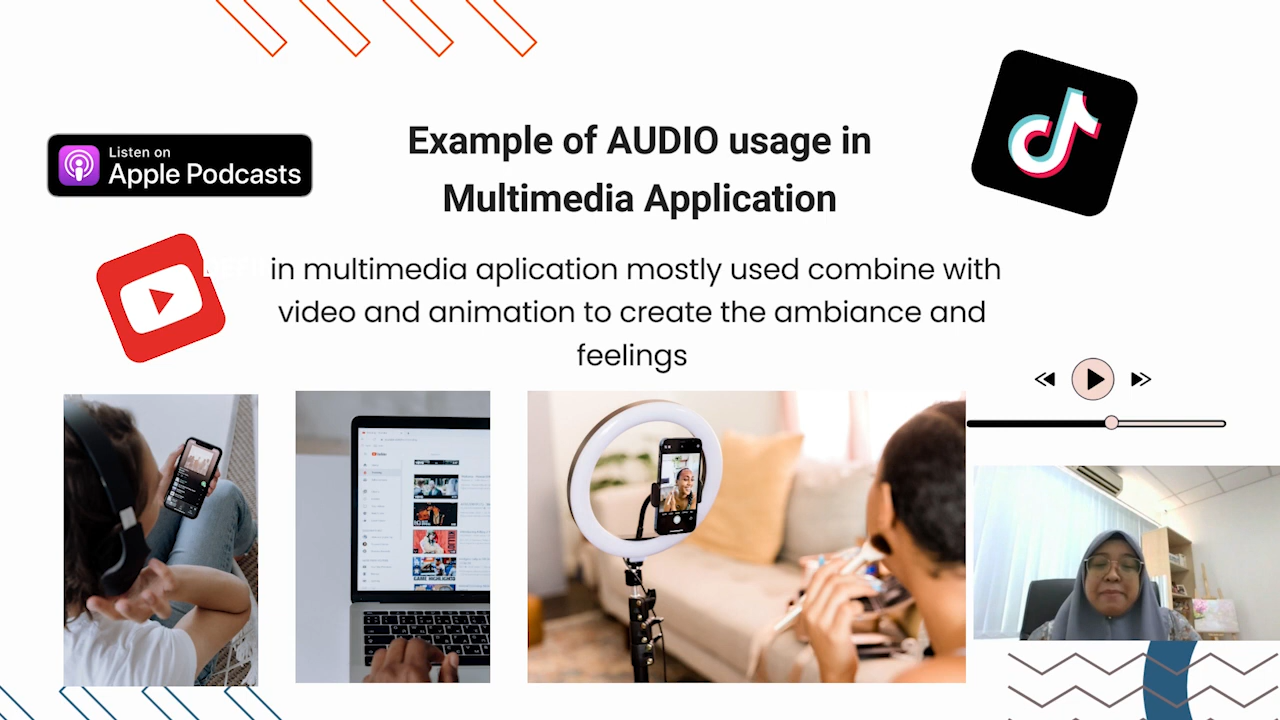 Listen on
Apple Podcasts
Example of AUDIO usage in
Multimedia Application
in multimedia aplication mostly used combine with
video and animation to create the ambiance and
feelings
YouTube